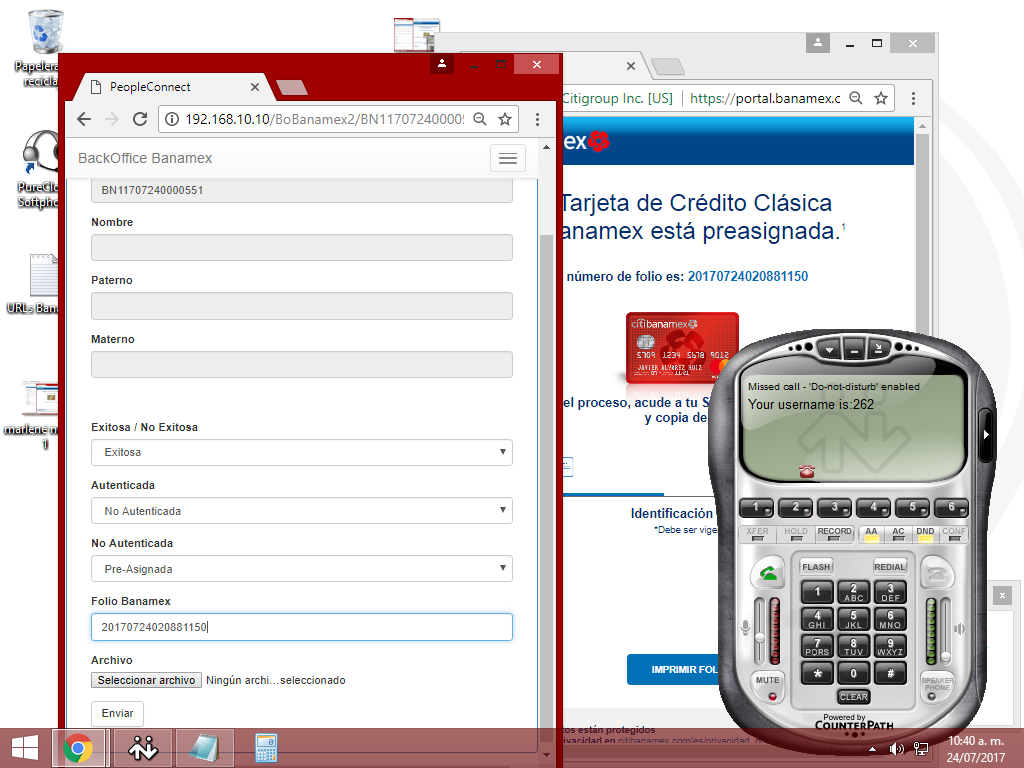 Papelera
recicla
PeopleConnect
192.168.10.10/BoBanamex2/BN117072400005
BackOffice Banamex
BN11707240000551
Nombre
Paterno
Materno
Exitosa / No Exitosa
Exitosa
Autenticada
No Autenticada
No Autenticada
Pre-Asignada
Folio Banamex
20170724020881150
Archivo
Seleccionar archivo Ningún archi...seleccionado
Enviar
PureClo
Softpho
URLs Ban
marlene n
1
Citigroup Inc. [US] https://portal.banamex.c
ex
Tarjeta de Crédito Clásica
anamex está preasignada.1
número de folio es: 20170724020881150
citibanamex
5709 1234 5678 9012
JAVIER ALVAREZ RUIZ
el proceso, acude a tu S
y copia de
Identificación
*Debe ser vige
IMPRIMIR FOL
tos están protegidos
ivacidad en citibanamex.com/es/privacidad
Missed call - 'Do-not-disturb' enabled
Your username is:262
1 2 3 4 5 6
XFER HOLD RECORD AA AC DND CONF
FLASH REDIAL
1 2 ABC 3 DEF
4 GHI 5 JKL 6 MNO
7 PQRS 8 TUV 9 WXYZ
* 0 #
MUTE
SPEAKER
PHONE
CLEAR
Powered by
COUNTERPATH
10:40 a. m.
24/07/2017